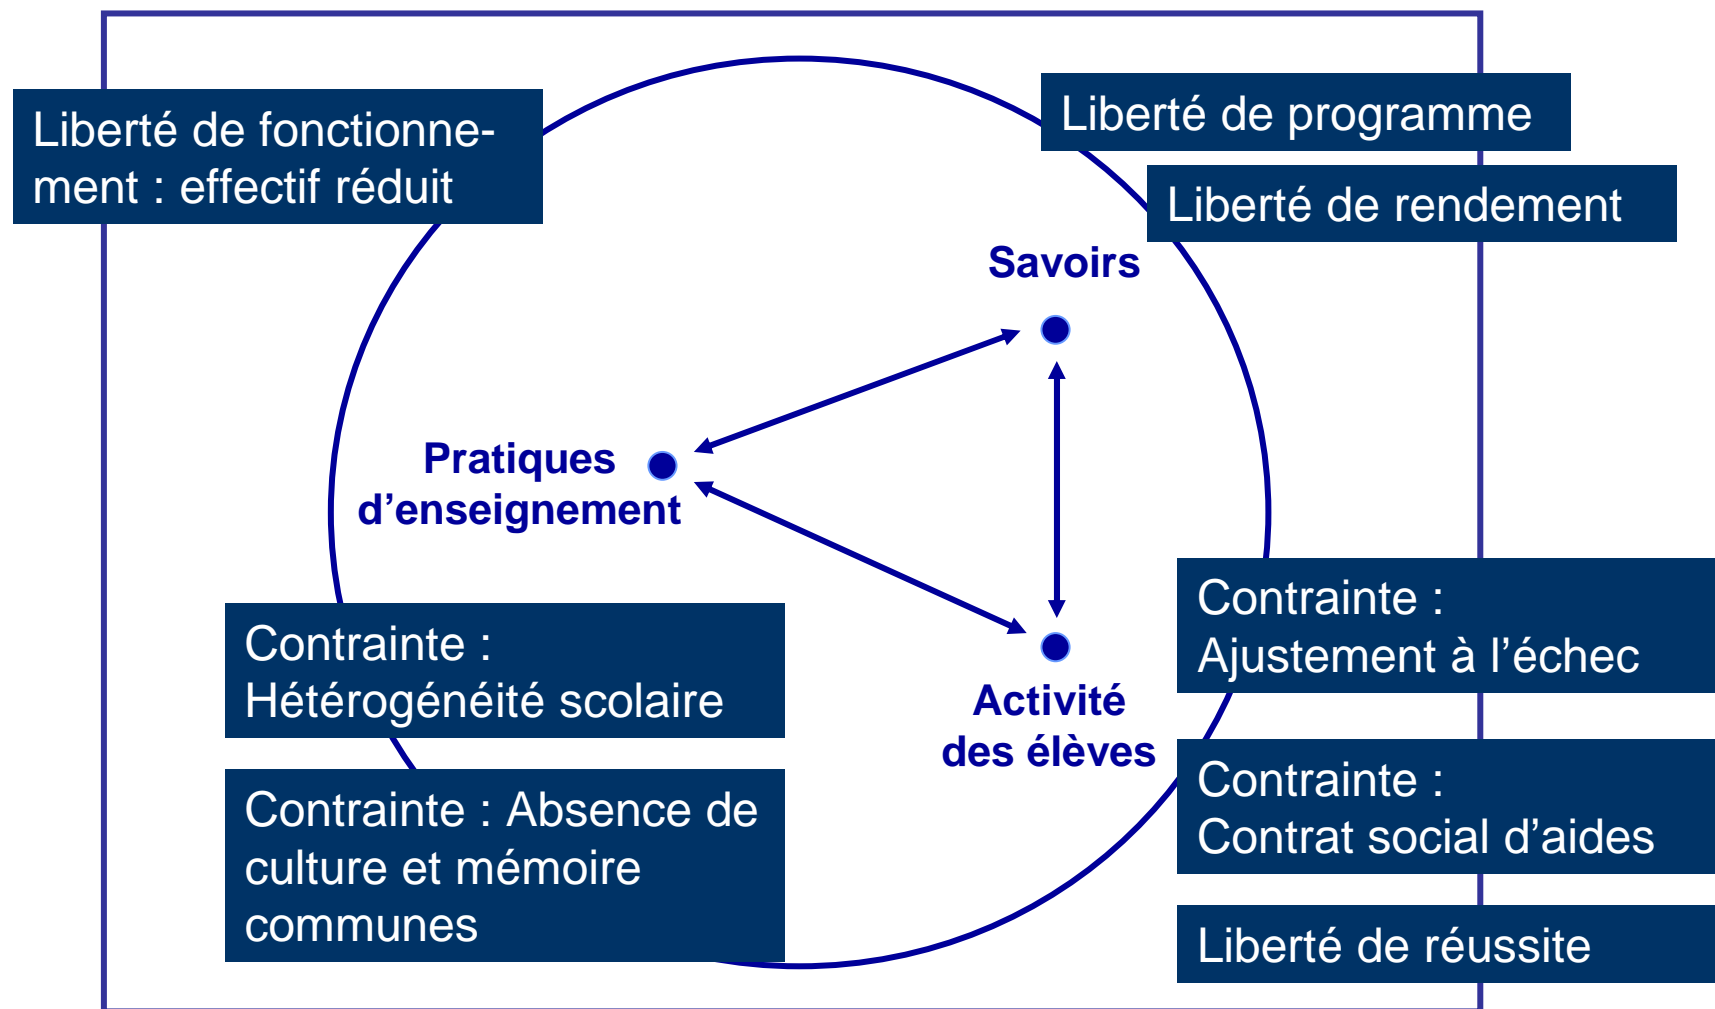 Liberté de fonctionne-
ment : effectif réduit
Liberté de programme
Liberté de rendement
Savoirs
Pratiques
d’enseignement
Activité
des élèves
Contrainte :
Hétérogénéité scolaire
Contrainte : Absence de
culture et mémoire
communes
Contrainte :
Ajustement à l’échec
Contrainte :
Contrat social d’aides
Liberté de réussite